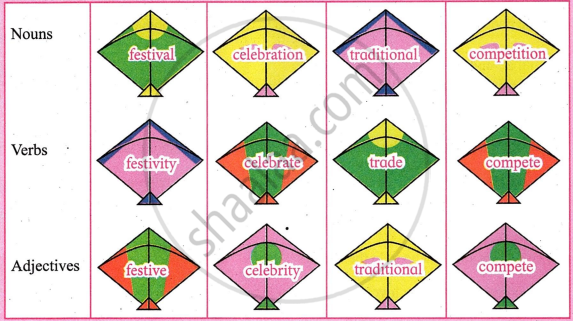 Nouns festival celebration traditional competition
Verbs festivity celebrate trade compete
Adjectives festive celebrity traditional compete
shaalaa.com